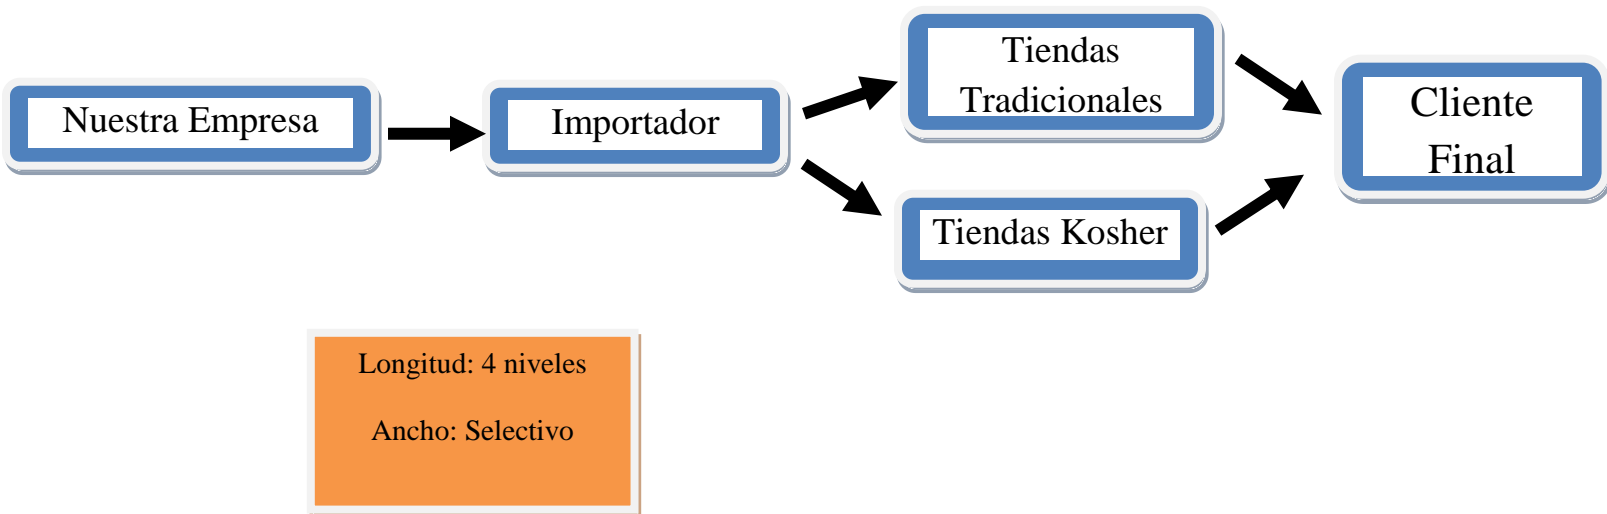 Nuestra Empresa
Importador
Tiendas
Tradicionales
Tiendas Kosher
Cliente
Final
Longitud: 4 niveles
Ancho: Selectivo